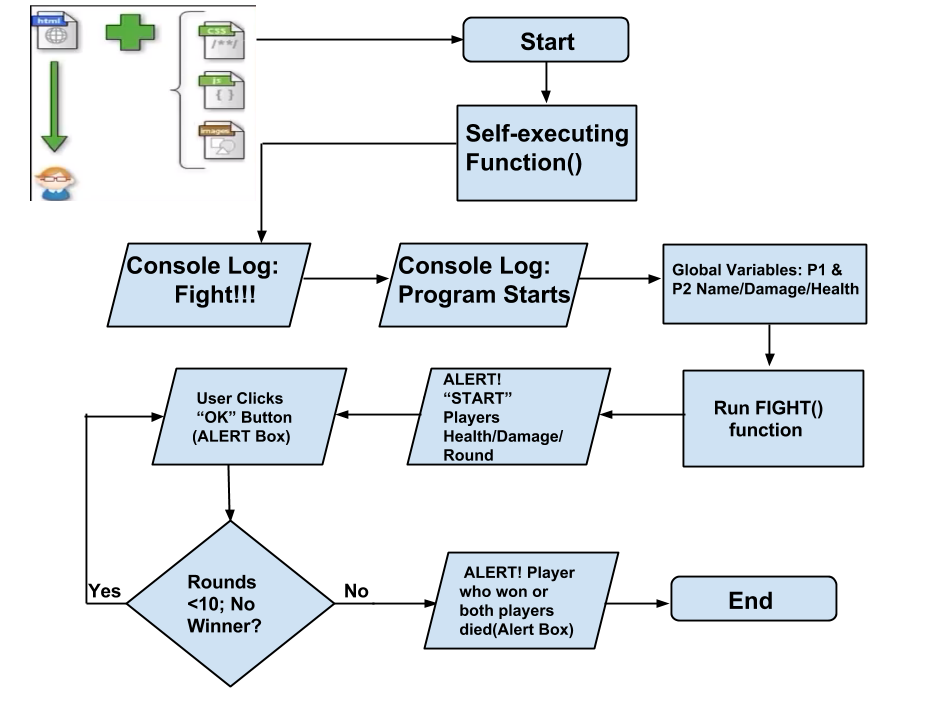 html
CSS
/**/
js
{ }
images
Start
Self-executing
Function()
Console Log:
Fight!!!
Console Log:
Program Starts
Global Variables: P1 &
P2 Name/Damage/Health
Run FIGHT()
function
ALERT!
“START”
Players
Health/Damage/
Round
User Clicks
“OK” Button
(ALERT Box)
Rounds
<10; No
Winner?
Yes
No
ALERT! Player
who won or
both players
died(Alert Box)
End